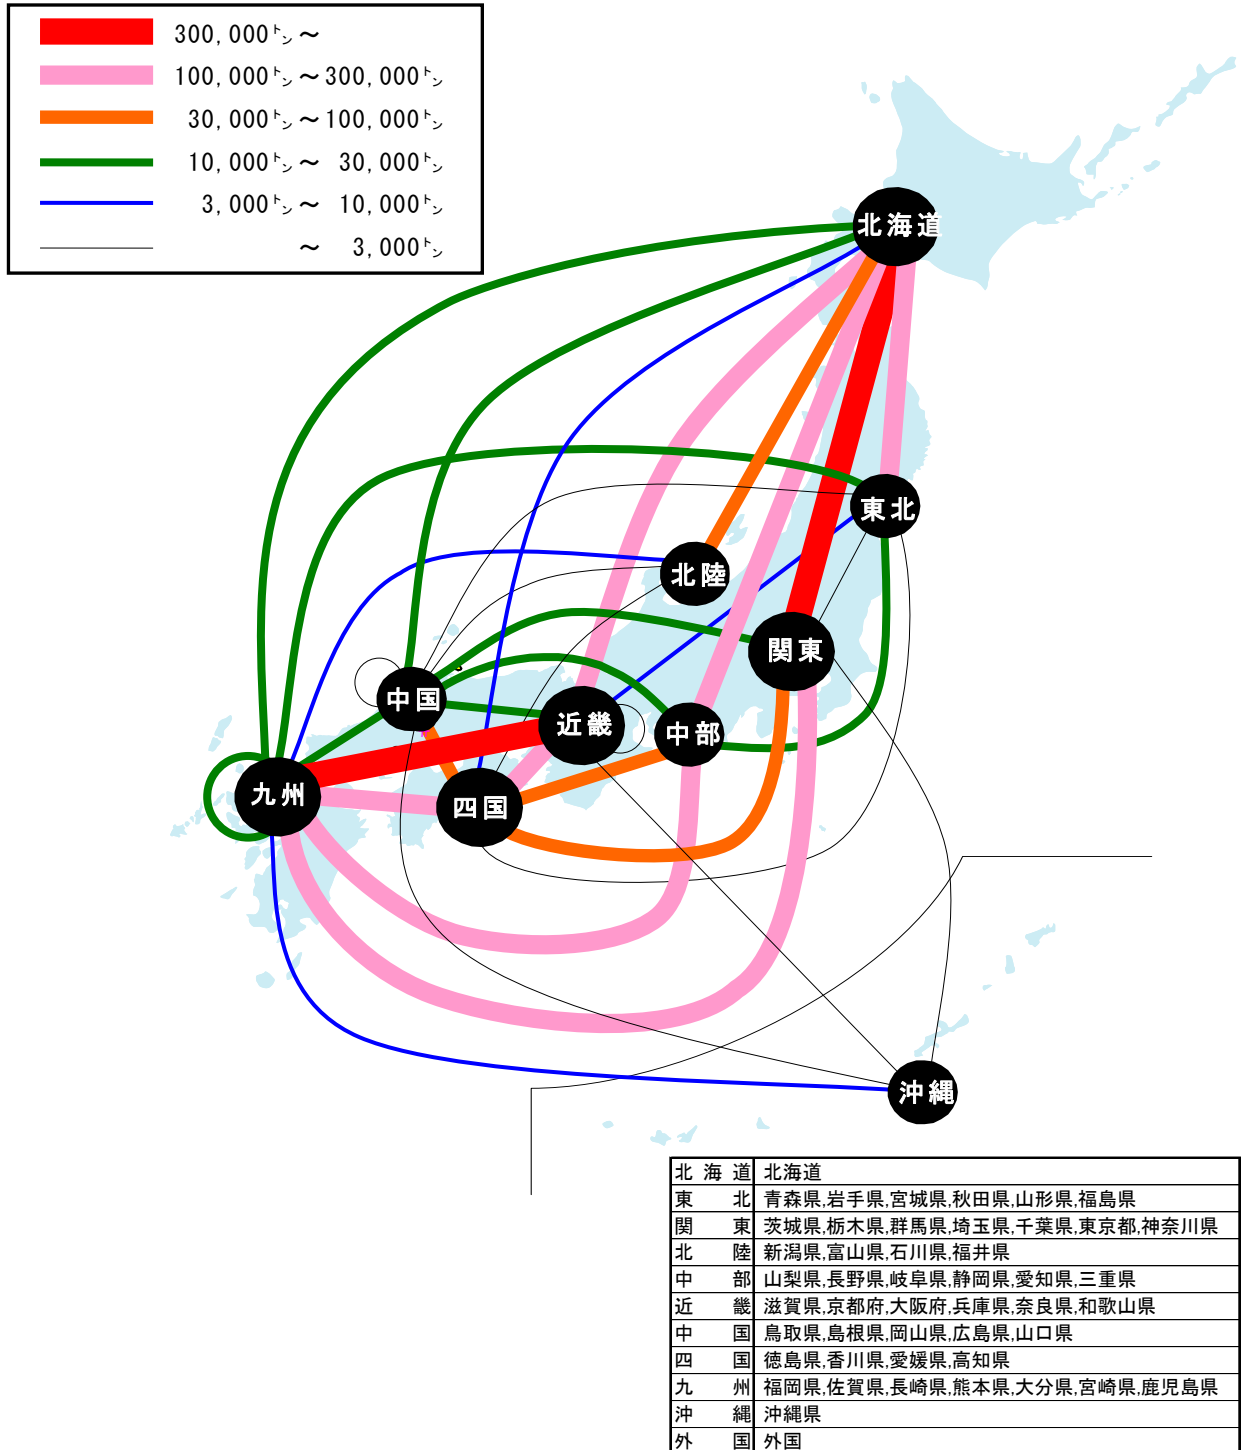 300,000トン～
100,000トン～300,000トン
30,000トン～100,000トン
10,000トン～ 30,000トン
3,000トン～ 10,000トン
～ 3,000トン
北海道
東北
北陸
関東
中国
近畿
中部
九州
四国
沖縄
北海道 北海道
東北 青森県,岩手県,宮城県,秋田県,山形県,福島県
関東 茨城県,栃木県,群馬県,埼玉県,千葉県,東京都,神奈川県
北陸 新潟県,富山県,石川県,福井県
中部 山梨県,長野県,岐阜県,静岡県,愛知県,三重県
近畿 滋賀県,京都府,大阪府,兵庫県,奈良県,和歌山県
中国 鳥取県,島根県,岡山県,広島県,山口県
四国 徳島県,香川県,愛媛県,高知県
九州 福岡県,佐賀県,長崎県,熊本県,大分県,宮崎県,鹿児島県
沖縄 沖縄県
外国 外国